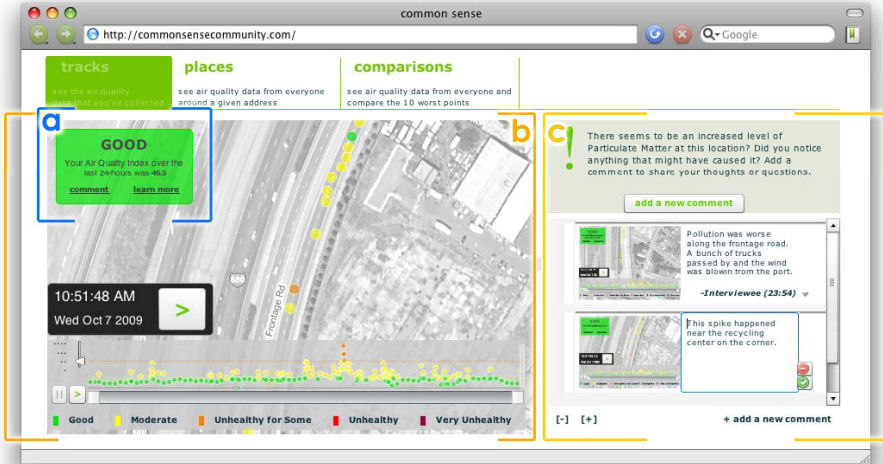 common sense
http://commonsensecommunity.com/
Google
tracks
see the air quality
data that you've collected
places
see air quality data from everyone
around a given address
comparisons
see air quality data from everyone and
compare the 10 worst points
a
b
c
GOOD
Your Air Quality Index over the
last 24-hours was 46.5
comment learn more
680
Frontage Rd
10:51:48 AM
Wed Oct 7 2009
>
>
Good Moderate Unhealthy for Some Unhealthy Very Unhealthy
!
There seems to be an increased level of
Particulate Matter at this location? Did you notice
anything that might have caused it? Add a
comment to share your thoughts or questions.
add a new comment
Pollution was worse
along the frontage road.
A bunch of trucks
passed by and the wind
was blown from the port.
-Interviewee (23:54)
This spike happened
near the recycling
center on the corner.
[-] [+] + add a new comment